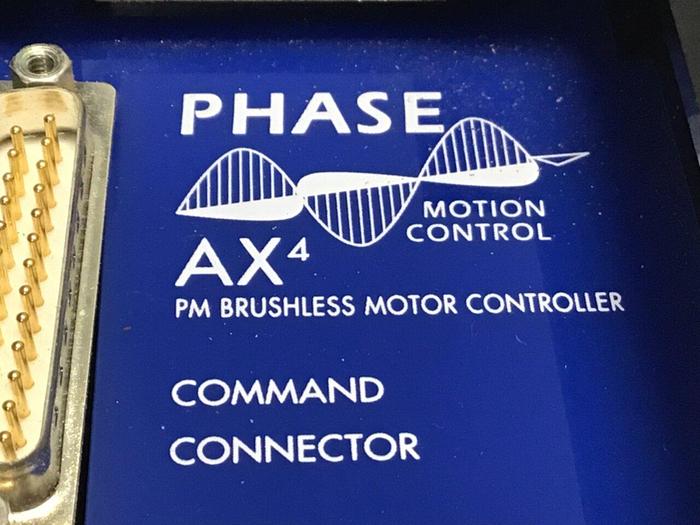 PHASE
MOTION
CONTROL
AX⁴
PM BRUSHLESS MOTOR CONTROLLER
COMMAND
CONNECTOR